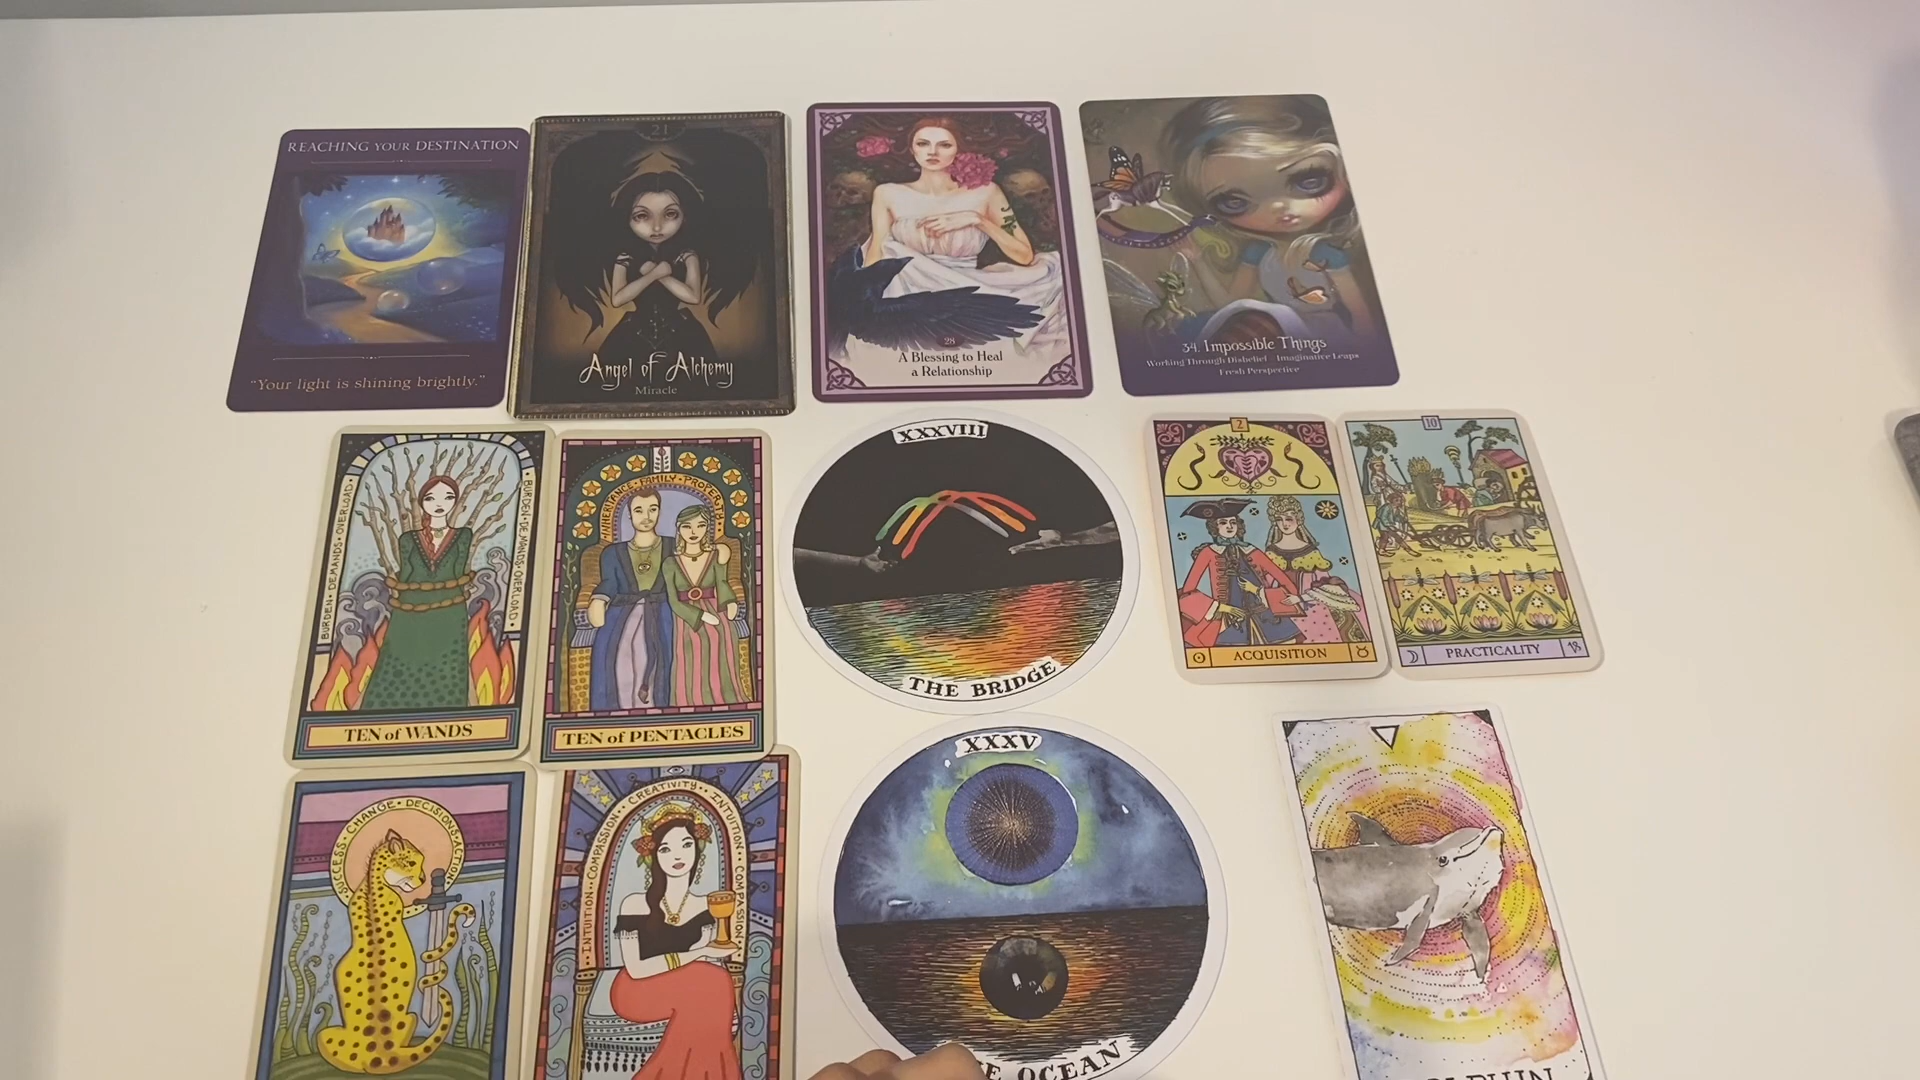 REACHING YOUR DESTINATION
"Your light is shining brightly."
21
Angel of Alchemy
Miracle
28
A Blessing to Heal
a Relationship
34. Impossible Things
Working Through Disbelief Imaginative Leaps
Fresh Perspective
BURDEN · DEMANDS · OVERLOAD ·
BURDEN · DEMANDS · OVERLOAD ·
TEN of WANDS
INHERITANCE · FAMILY · PROPERTY
TEN of PENTACLES
XXXVIII
THE BRIDGE
2
ACQUISITION
10
PRACTICALITY
SUCCESS · CHANGE · DECISIONS · ACTION
INTUITION · COMPASSION · CREATIVITY · INTUITION · COMPASSION
XXXV
OCEAN